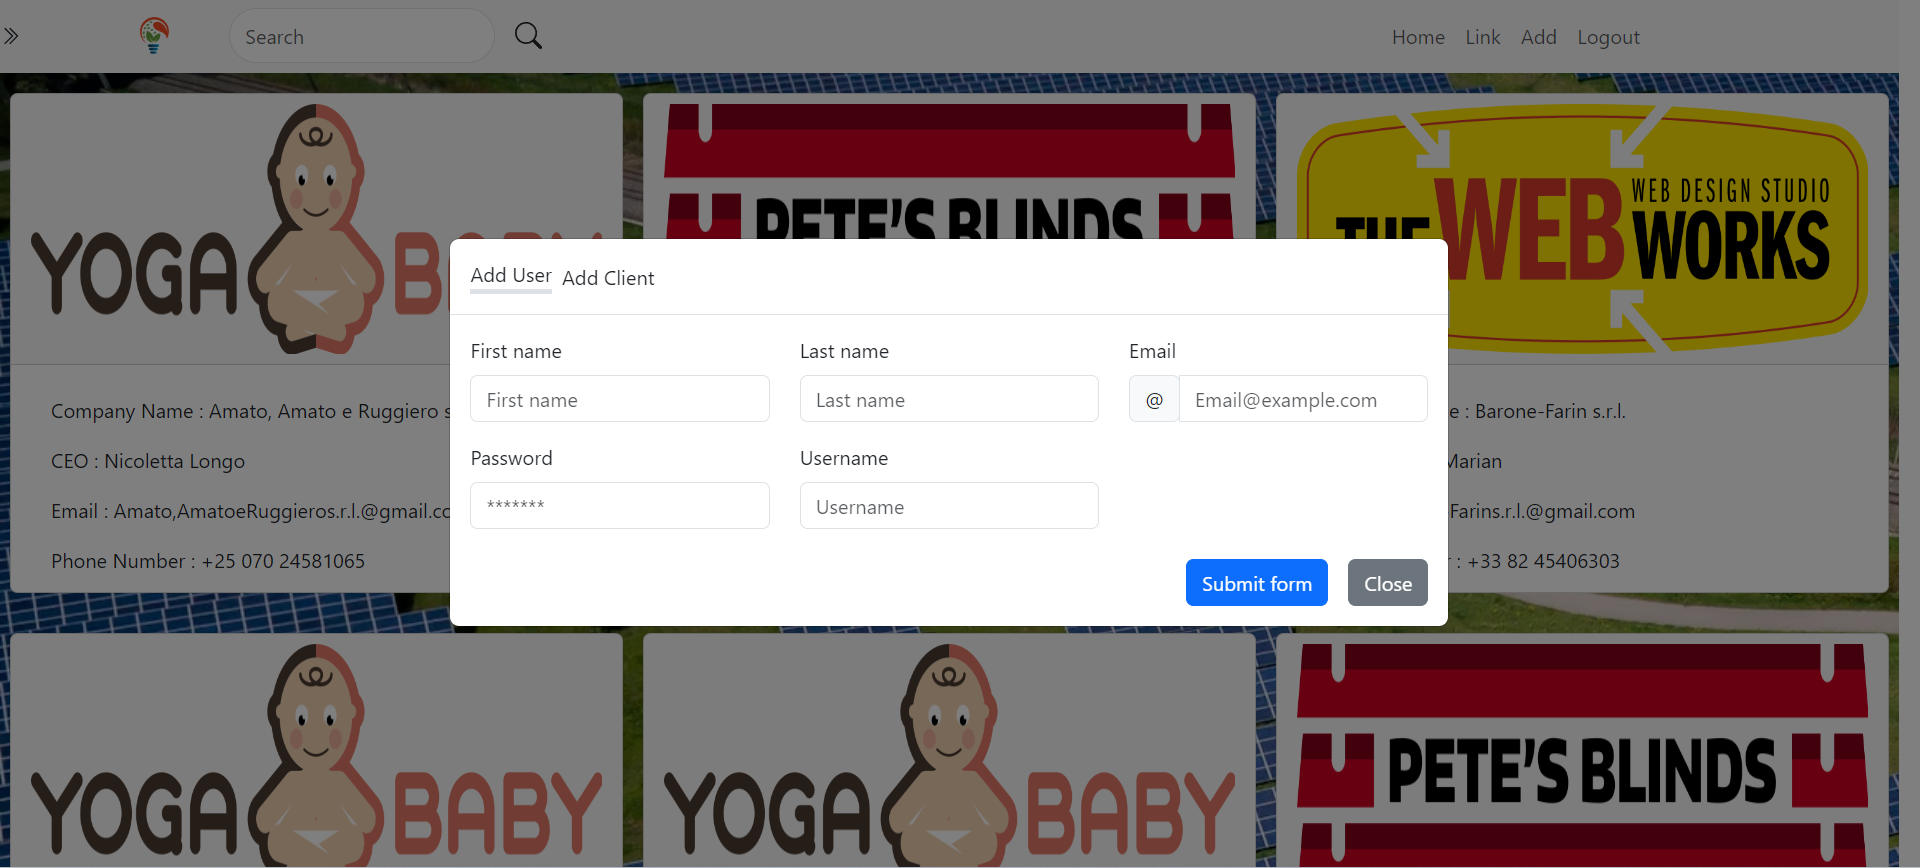 Search
Home Link Add Logout
YOGA B
PETE'S BLINDS
WEB DESIGN STUDIO
THE WEB WORKS
Add User Add Client
First name
Last name
Email
First name
Last name
@ Email@example.com
Password
Username
*******
Username
Submit form
Close
Company Name : Amato, Amato e Ruggiero s
CEO : Nicoletta Longo
Email : Amato,AmatoeRuggieros.r.l.@gmail.co
Phone Number : +25 070 24581065
e : Barone-Farin s.r.l.
Marian
Farins.r.l.@gmail.com
: +33 82 45406303
YOGA BABY
YOGA BABY
PETE'S BLINDS